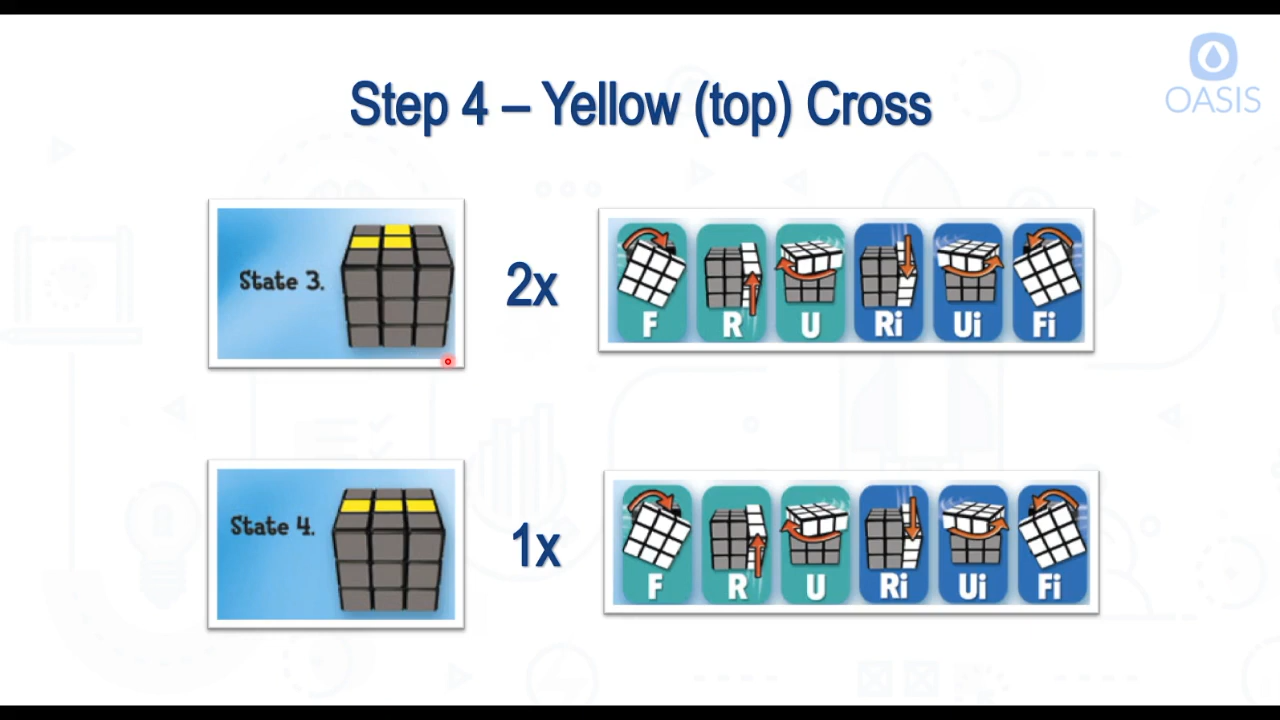 OASIS
Step 4 – Yellow (top) Cross
State 3.
2x
F R U Ri Ui Fi
State 4.
1x
F R U Ri Ui Fi